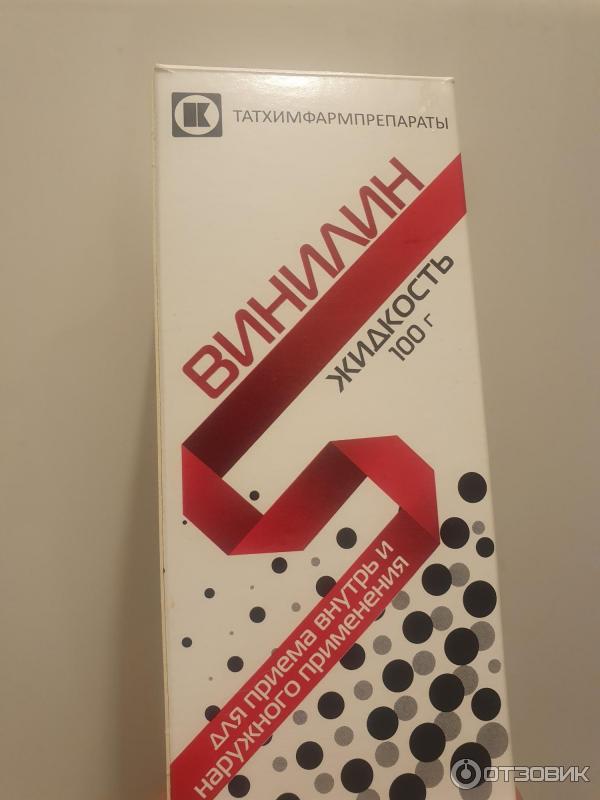 ТАТХИМФАРМПРЕПАРАТЫ
ВИНИЛИН
ЖИДКОСТЬ
100 г
для приема внутрь и
наружного применения
ОТЗОВИК